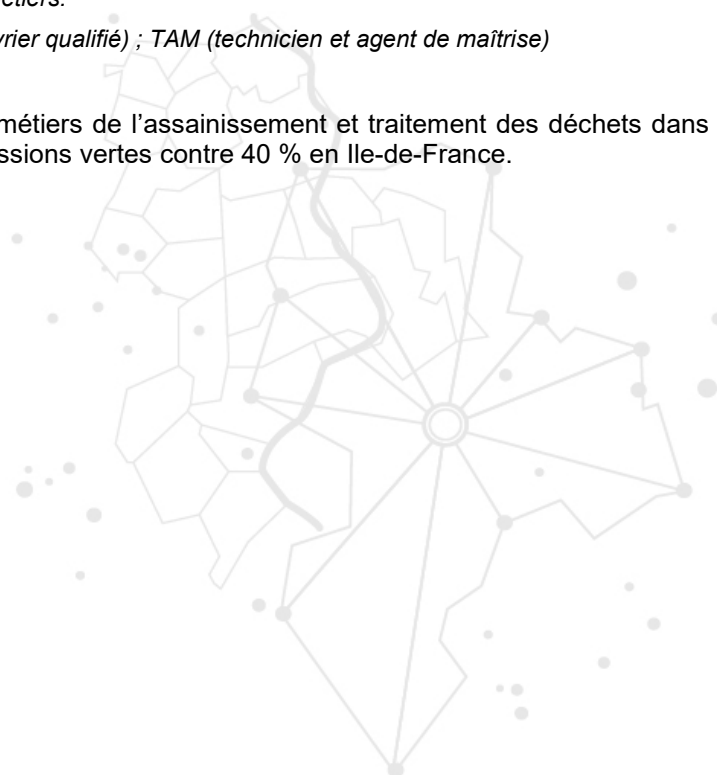 étiers.
vrier qualifié) ; TAM (technicien et agent de maîtrise)
métiers de l’assainissement et traitement des déchets dans
ssions vertes contre 40 % en Ile-de-France.